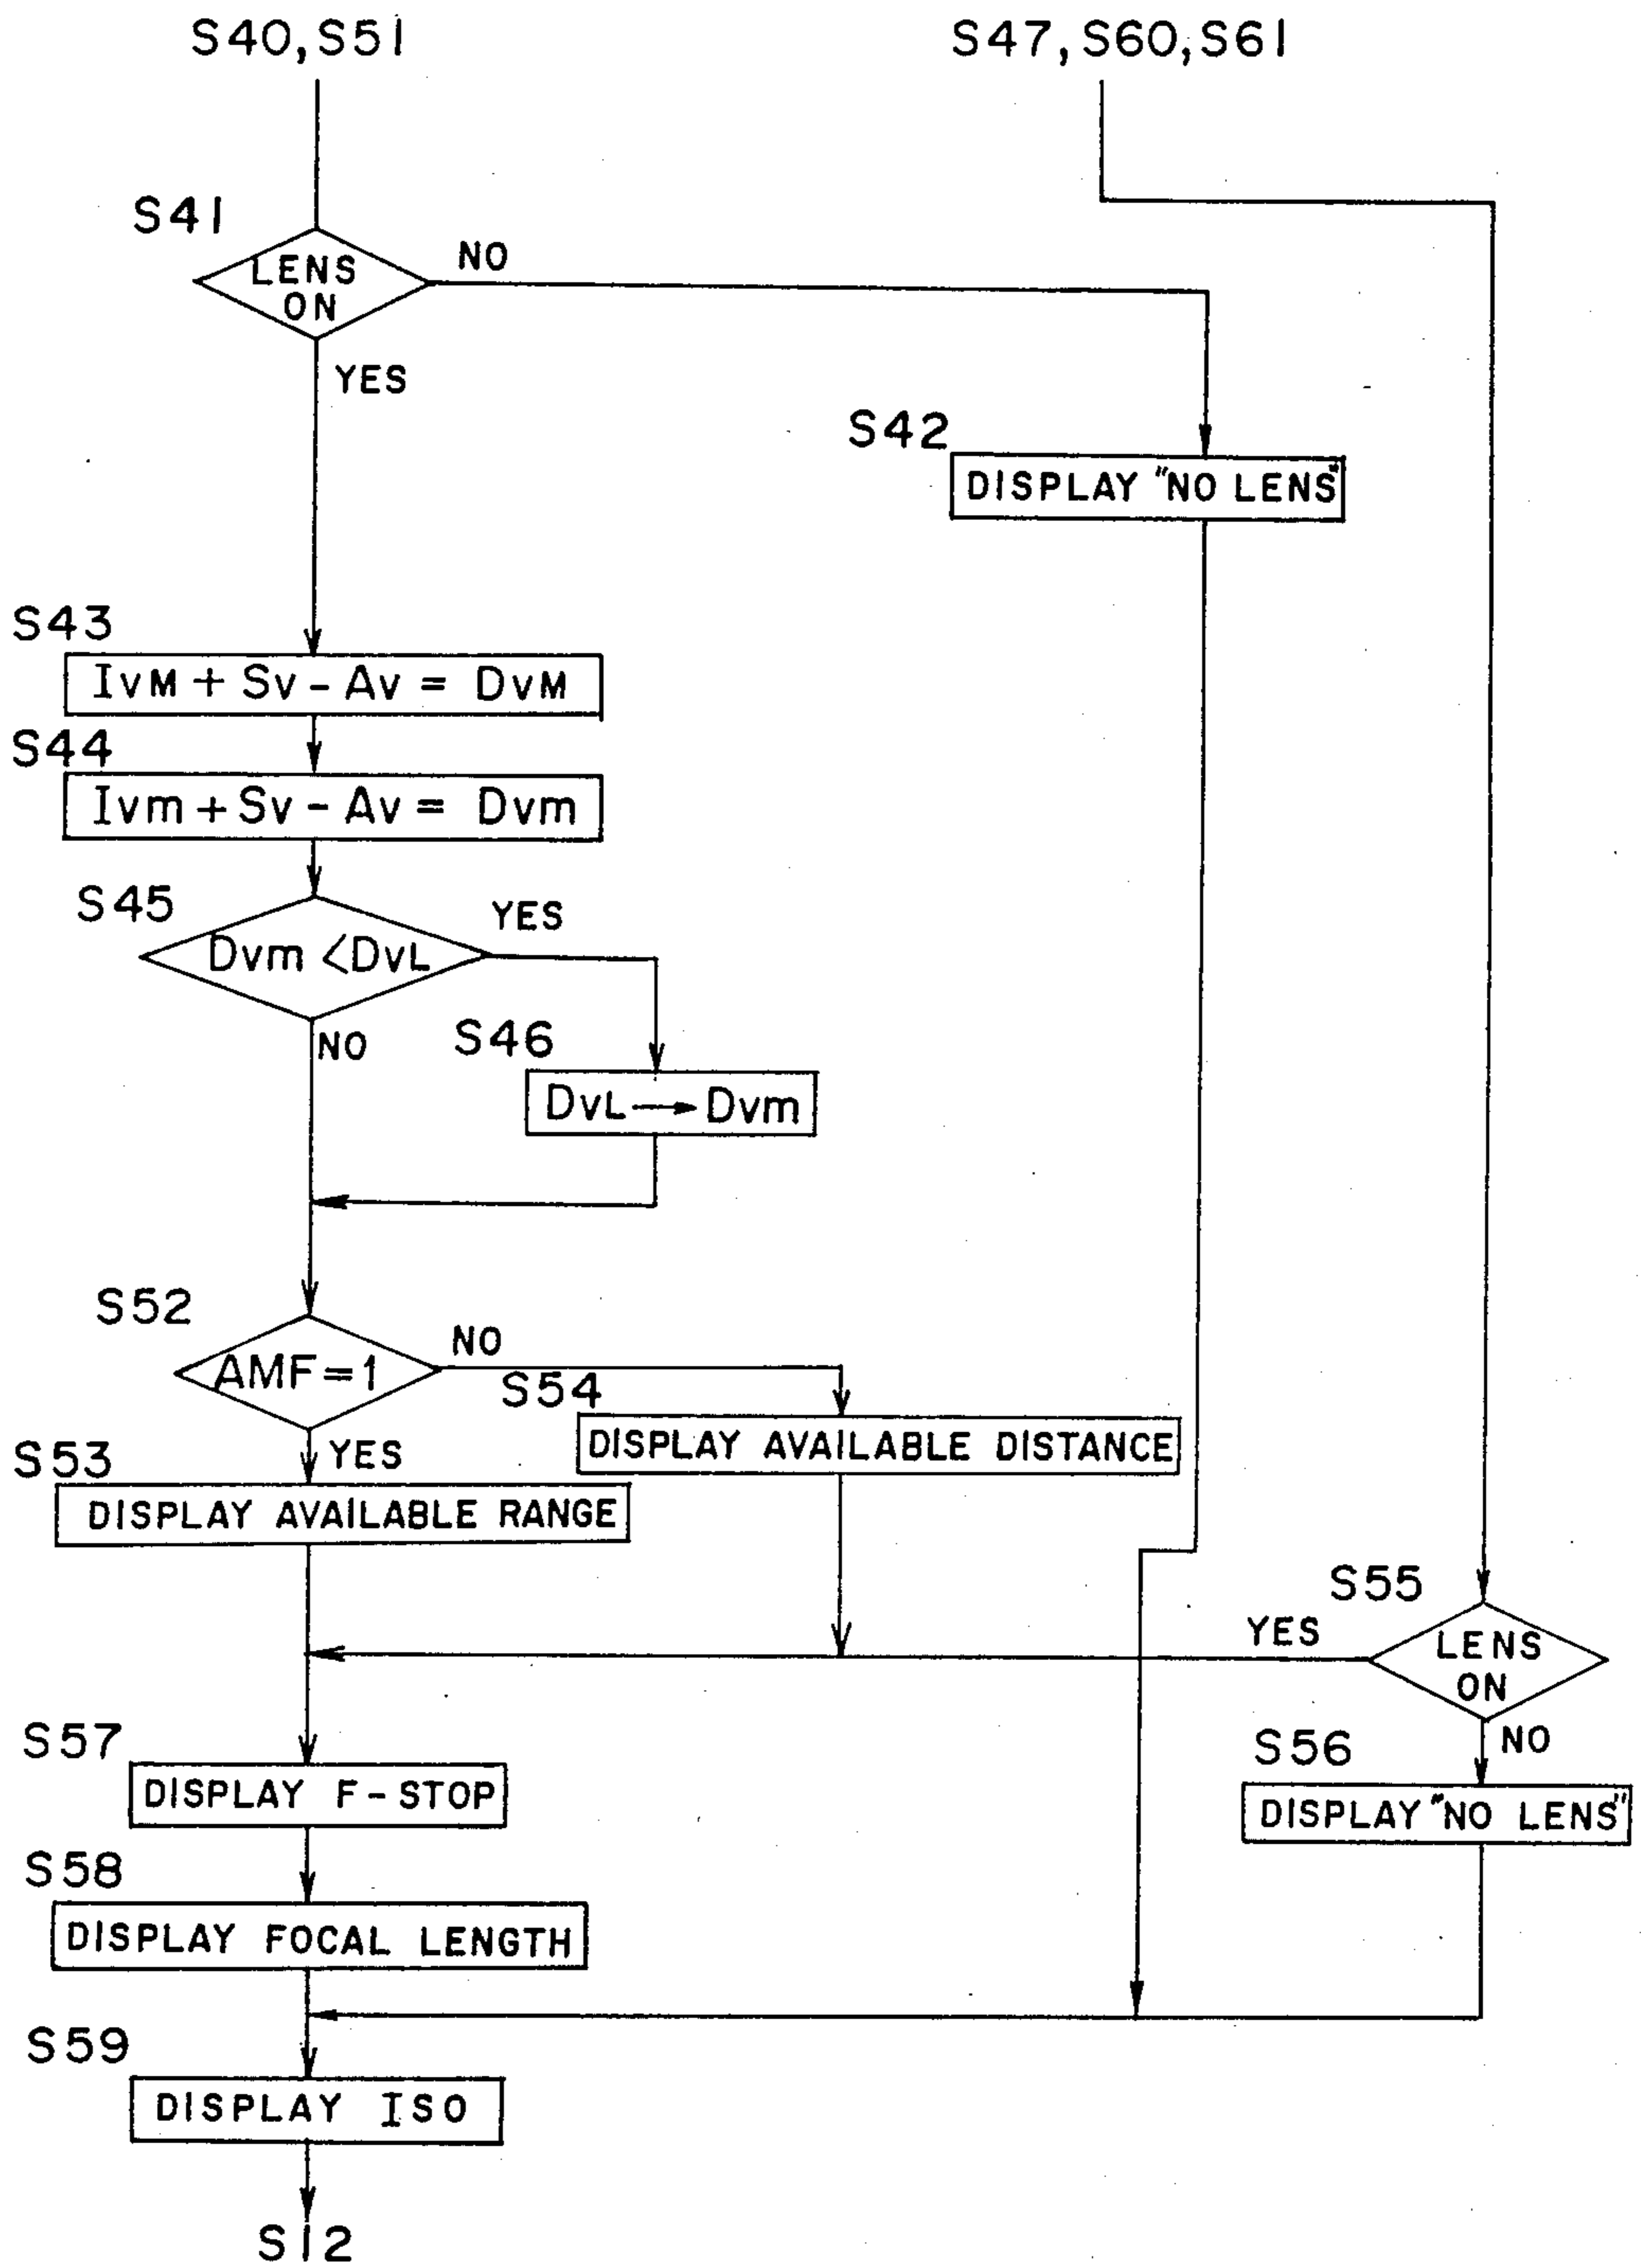 S40, S51
S47, S60, S61
S41
LENS
ON
NO
YES
S42
DISPLAY "NO LENS"
S43
IvM + Sv - Av = DvM
S44
Ivm + Sv - Av = Dvm
S45
Dvm < DvL
YES
NO
S46
DvL → Dvm
S52
AMF = 1
NO
S54
DISPLAY AVAILABLE DISTANCE
YES
S53
DISPLAY AVAILABLE RANGE
S55
YES
LENS
ON
NO
S56
DISPLAY "NO LENS"
S57
DISPLAY F-STOP
S58
DISPLAY FOCAL LENGTH
S59
DISPLAY ISO
S12